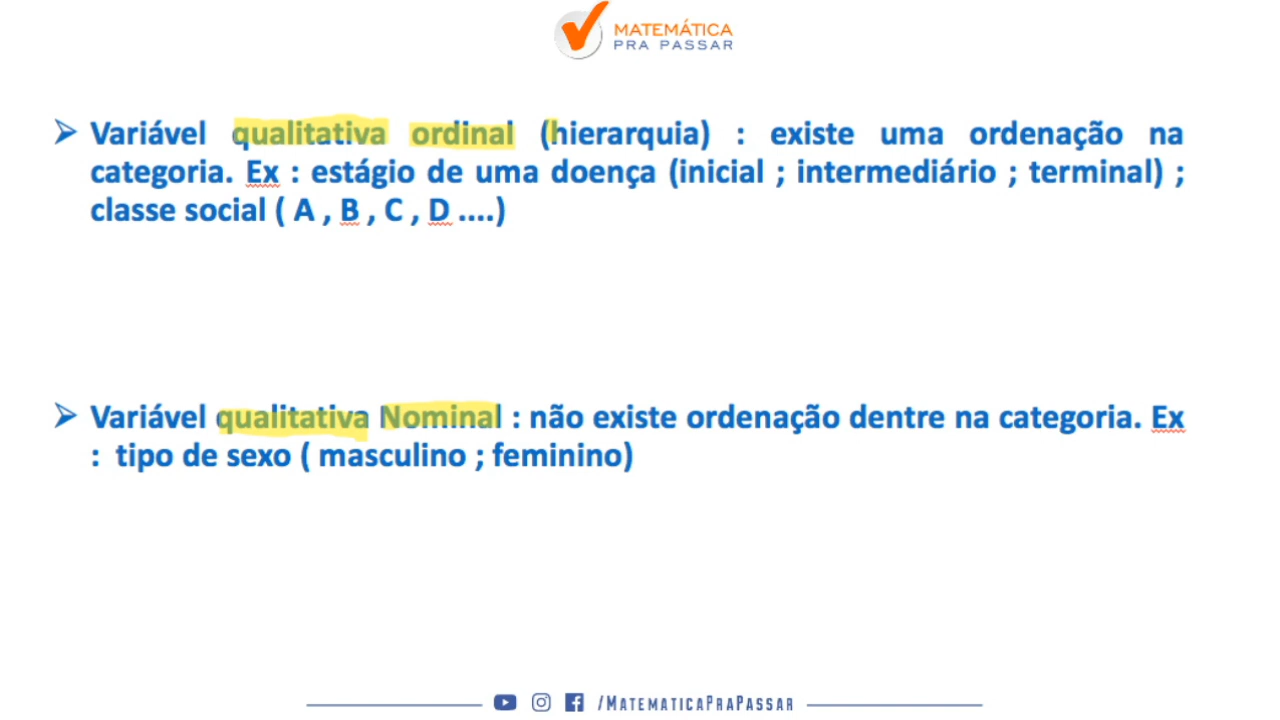 MATEMÁTICA
PRA PASSAR
➢ Variável qualitativa ordinal (hierarquia) : existe uma ordenação na
categoria. Ex : estágio de uma doença (inicial ; intermediário ; terminal) ;
classe social ( A , B , C , D ....)
➢ Variável qualitativa Nominal : não existe ordenação dentre na categoria. Ex
: tipo de sexo ( masculino ; feminino)
/MATEMATICAPRAPASSAR